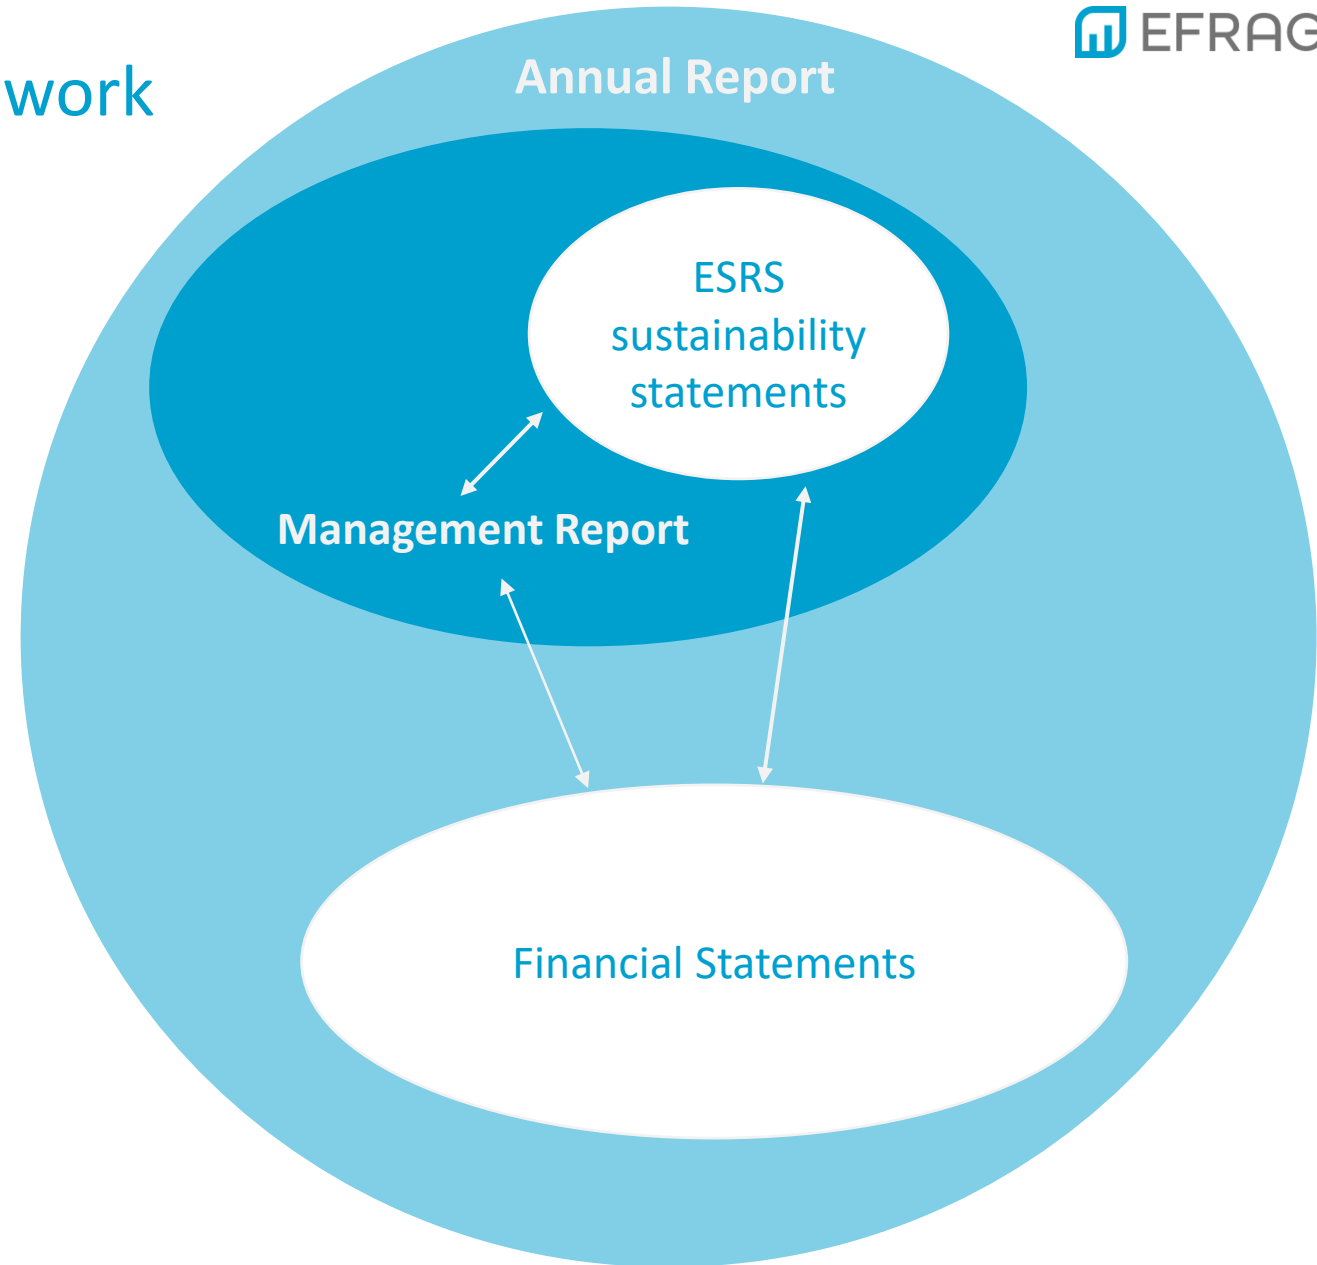 EFRAG
work
Annual Report
ESRS
sustainability
statements
Management Report
Financial Statements